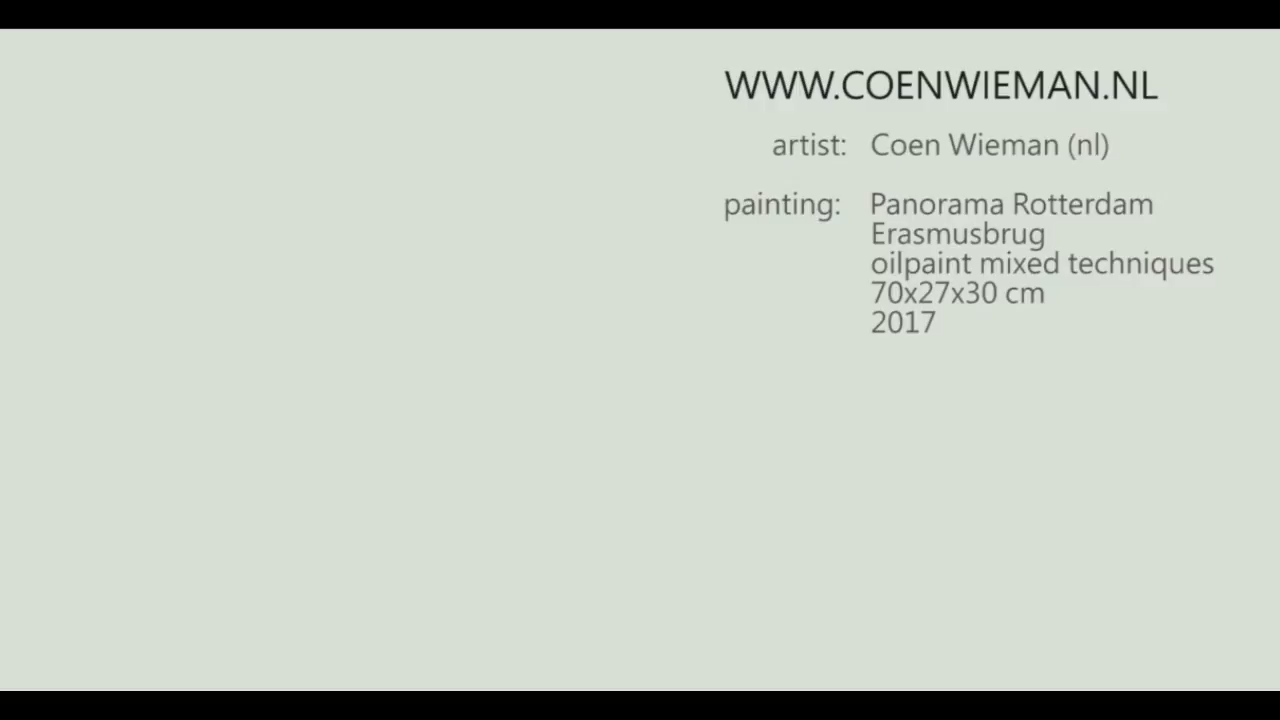 WWW.COENWIEMAN.NL
artist: Coen Wieman (nl)
painting: Panorama Rotterdam
Erasmusbrug
oilpaint mixed techniques
70x27x30 cm
2017